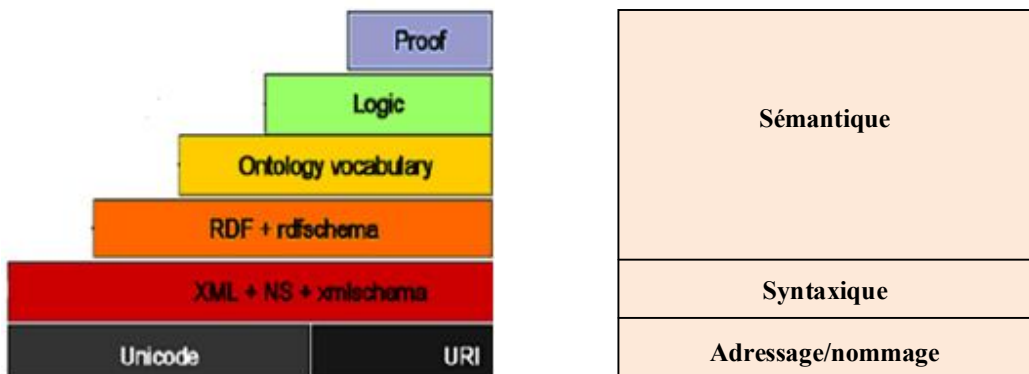 Proof
Logic
Ontology vocabulary
RDF + rdfschema
XML + NS + xmlschema
Unicode
URI
Sémantique
Syntaxique
Adressage/nommage